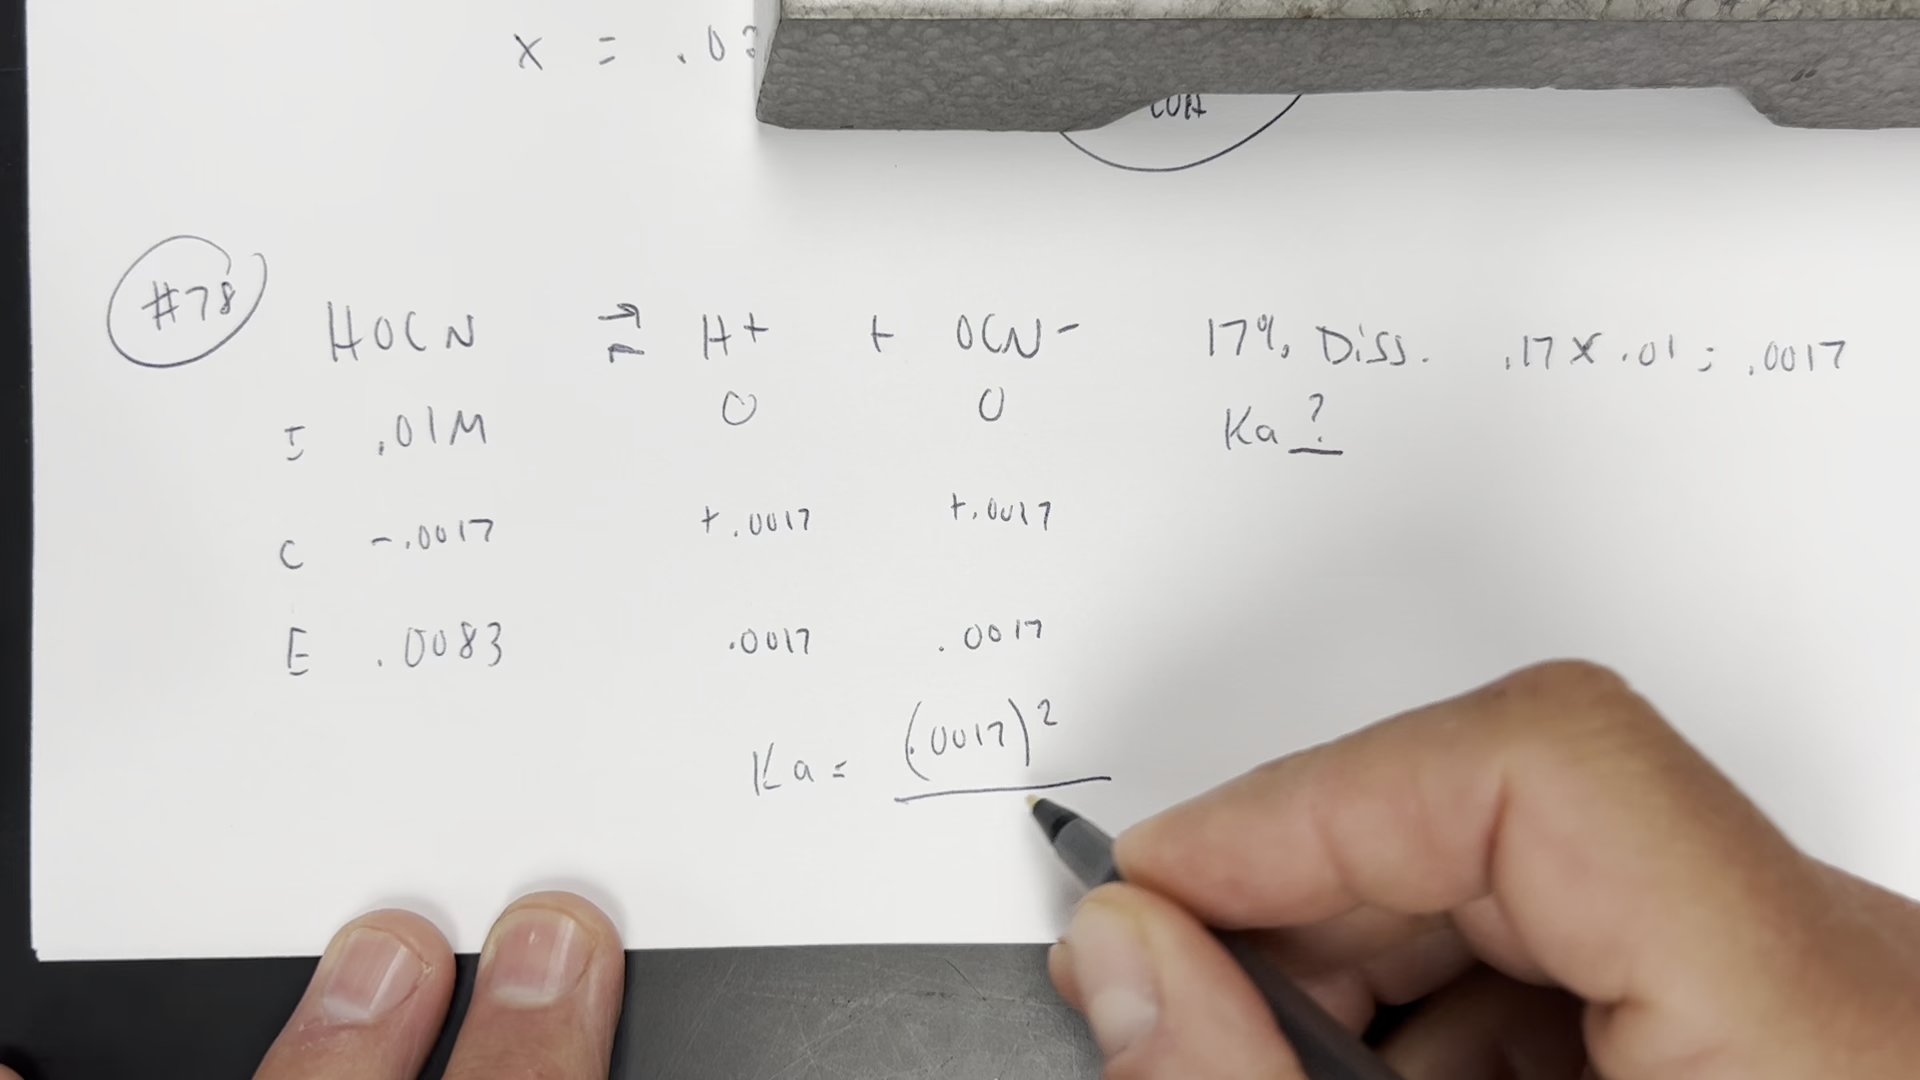 x = .0
#78
HOCN ⇌ H+ + OCN- 17% Diss. .17 x .01 = .0017
I .01M 0 0 Ka ?
C -.0017 +.0017 +.0017
E .0083 .0017 .0017
Ka = (.0017)²